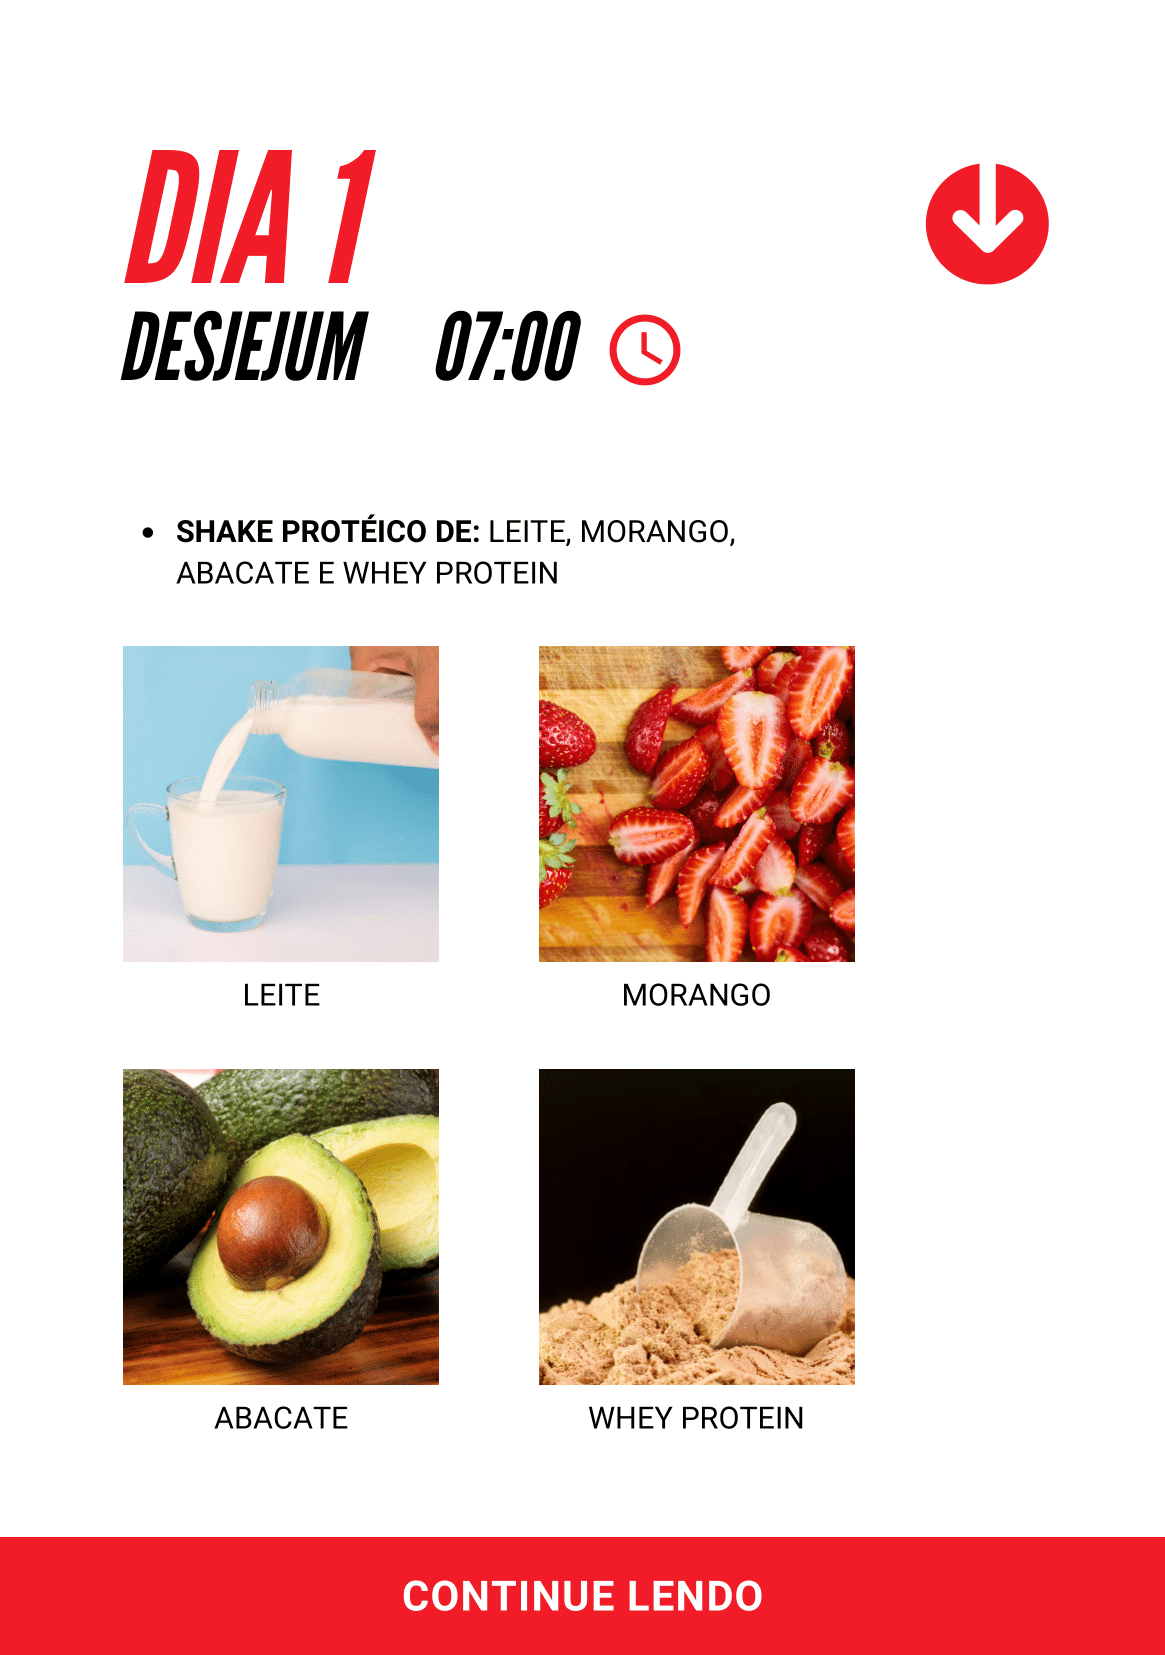 DIA 1
DESJEJUM 07:00
• SHAKE PROTÉICO DE: LEITE, MORANGO,
ABACATE E WHEY PROTEIN
LEITE
MORANGO
ABACATE
WHEY PROTEIN
CONTINUE LENDO